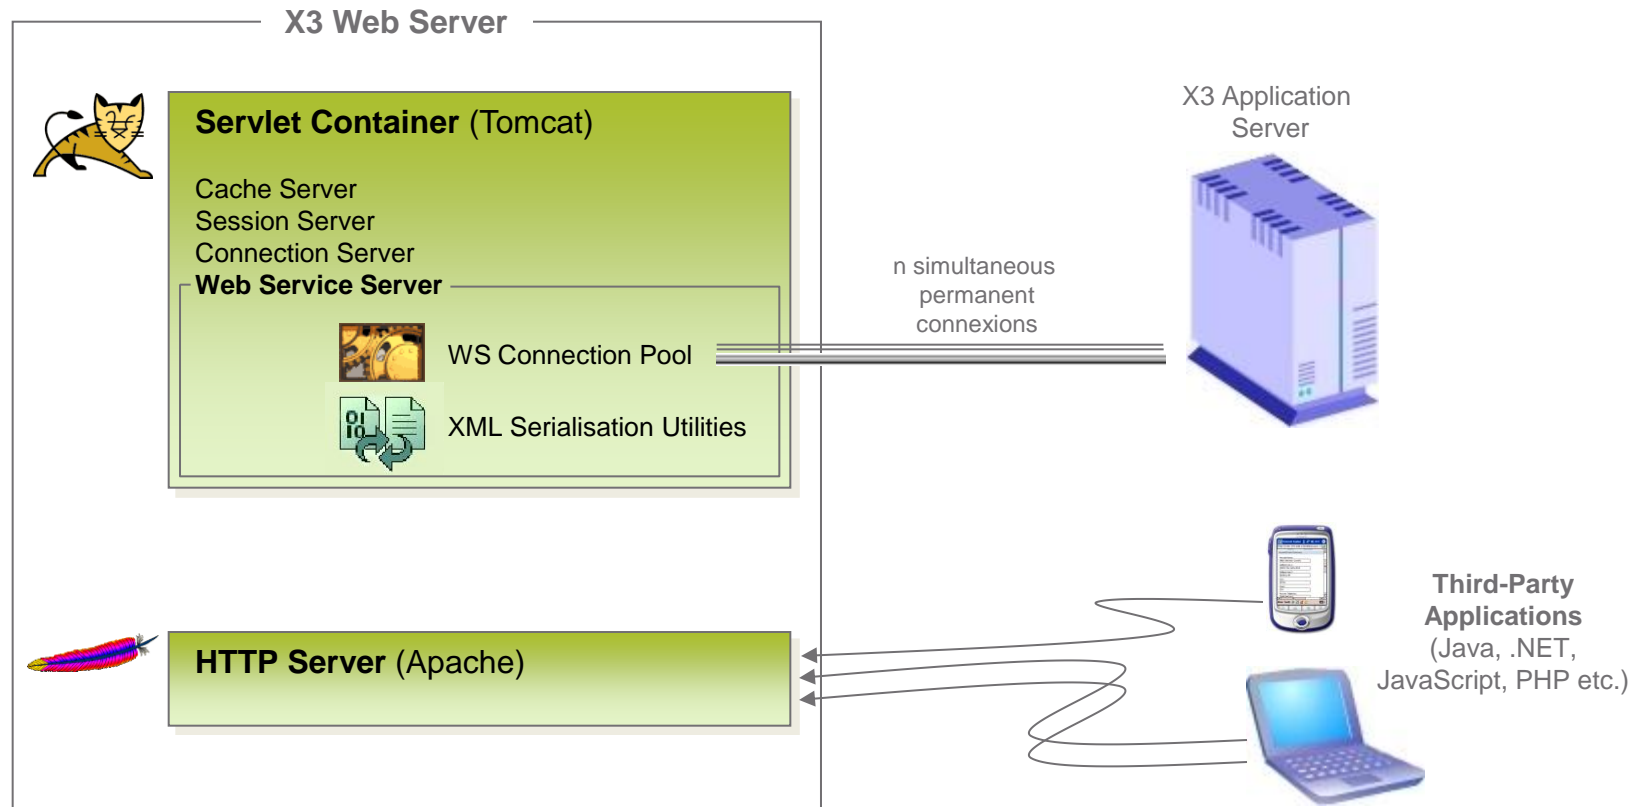 X3 Web Server
Servlet Container (Tomcat)
Cache Server
Session Server
Connection Server
Web Service Server
WS Connection Pool
XML Serialisation Utilities
n simultaneous
permanent
connexions
X3 Application
Server
HTTP Server (Apache)
Third-Party
Applications
(Java, .NET,
JavaScript, PHP etc.)